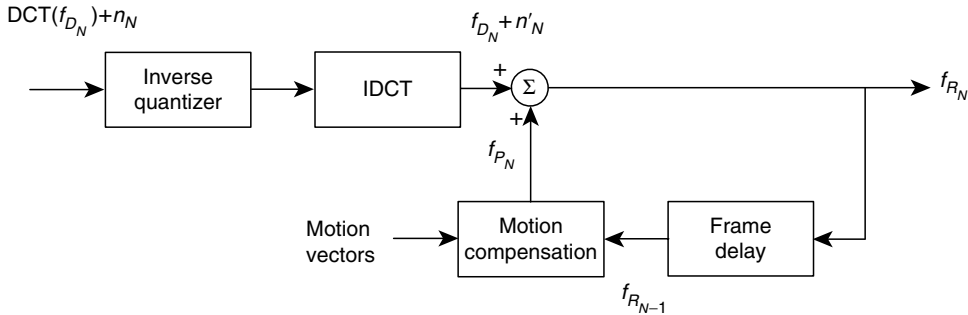 DCT(f_{D_N})+n_N
f_{D_N}+n'_N
Inverse
quantizer
IDCT
+
Σ
+
f_{R_N}
f_{P_N}
Motion
vectors
Motion
compensation
Frame
delay
f_{R_{N−1}}